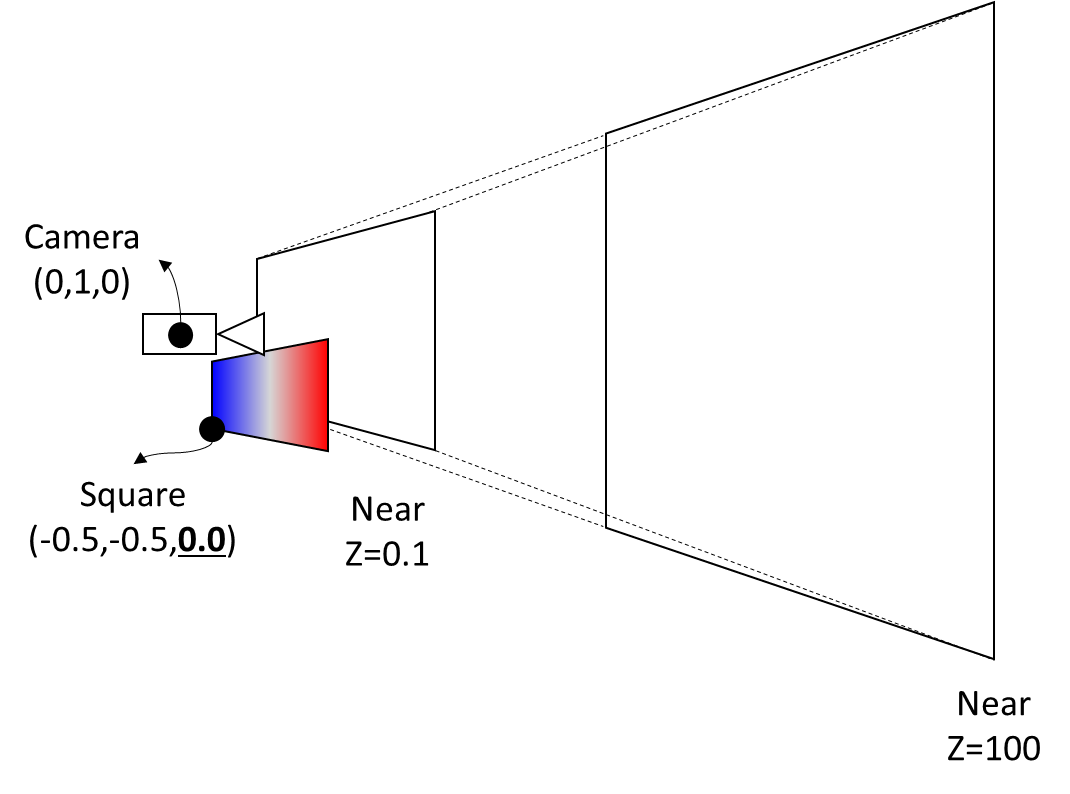 Camera
(0,1,0)
Square
(-0.5,-0.5,0.0)
Near
Z=0.1
Near
Z=100